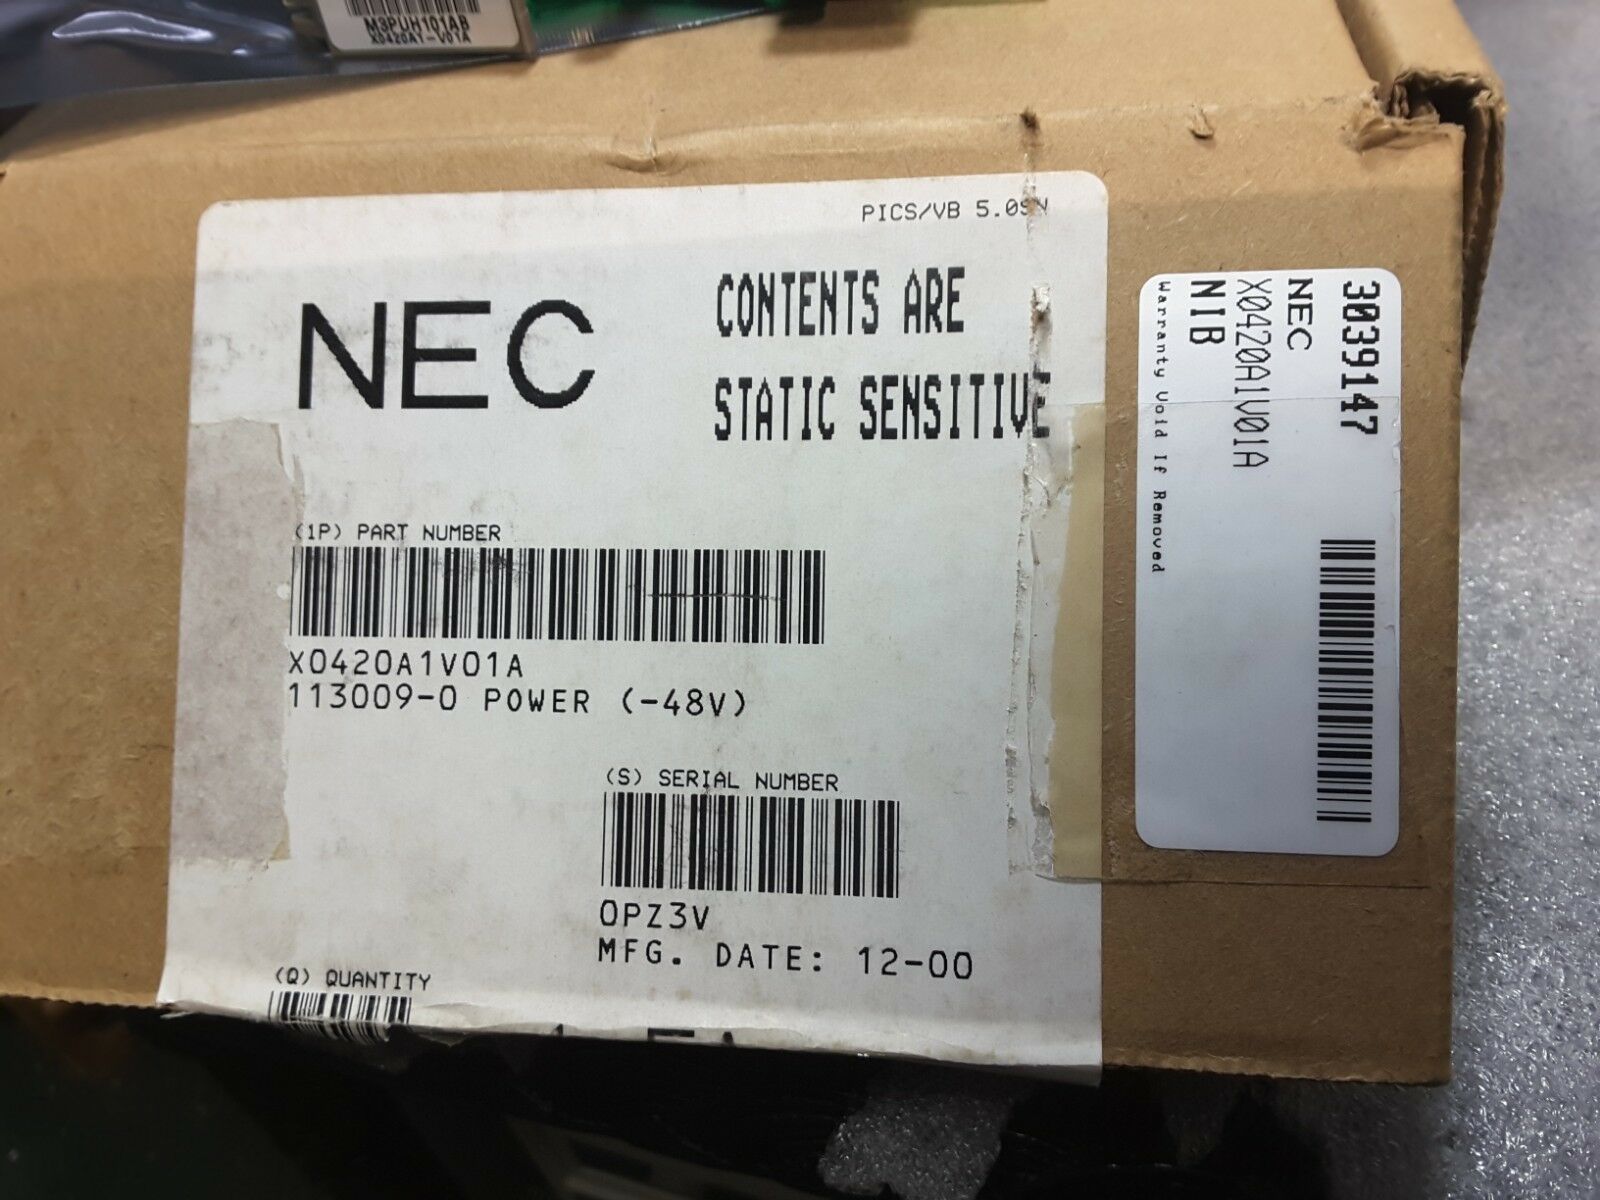 M3PUH101AB
X0420A1-V01A
PICS/VB 5.0SN
NEC
CONTENTS ARE
STATIC SENSITIVE
(1P) PART NUMBER
X0420A1V01A
113009-0 POWER (-48V)
(S) SERIAL NUMBER
0PZ3V
MFG. DATE: 12-00
(Q) QUANTITY
3039147
NEC
X0420A1V01A
NIB
Warranty Void If Removed